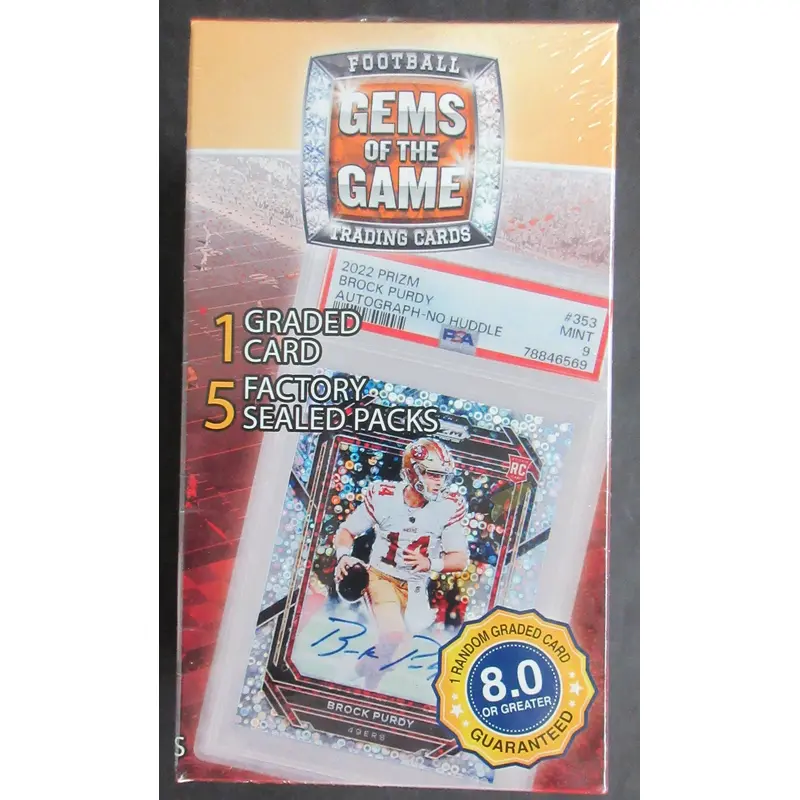 FOOTBALL
GEMS
OF THE
GAME
TRADING CARDS
2022 PRIZM
BROCK PURDY
AUTOGRAPH-NO HUDDLE
#353
MINT
9
78846569
PSA
1 GRADED
CARD
5 FACTORY
SEALED PACKS
RC
14
14
BROCK PURDY
49ERS
1 RANDOM GRADED CARD
8.0
OR GREATER
GUARANTEED
S